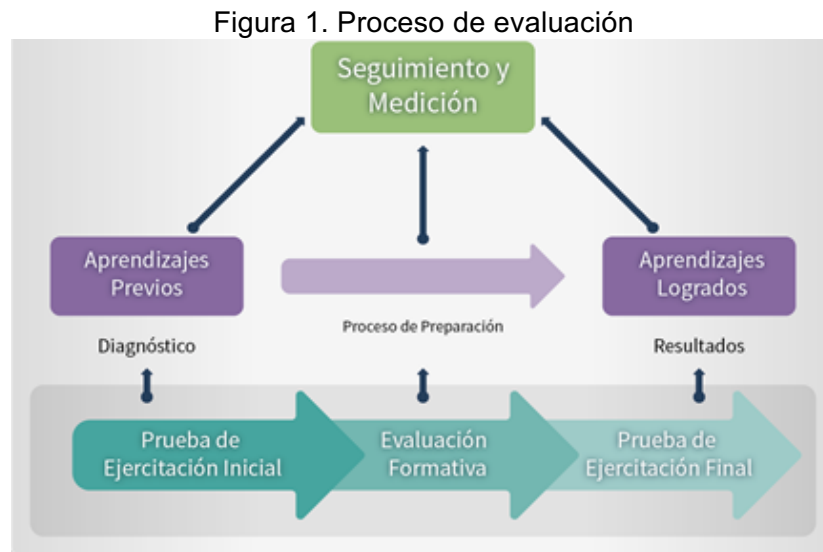 Figura 1. Proceso de evaluación
Seguimiento y
Medición
Aprendizajes
Previos
Aprendizajes
Logrados
Proceso de Preparación
Diagnóstico
Resultados
Prueba de
Ejercitación Inicial
Evaluación
Formativa
Prueba de
Ejercitación Final